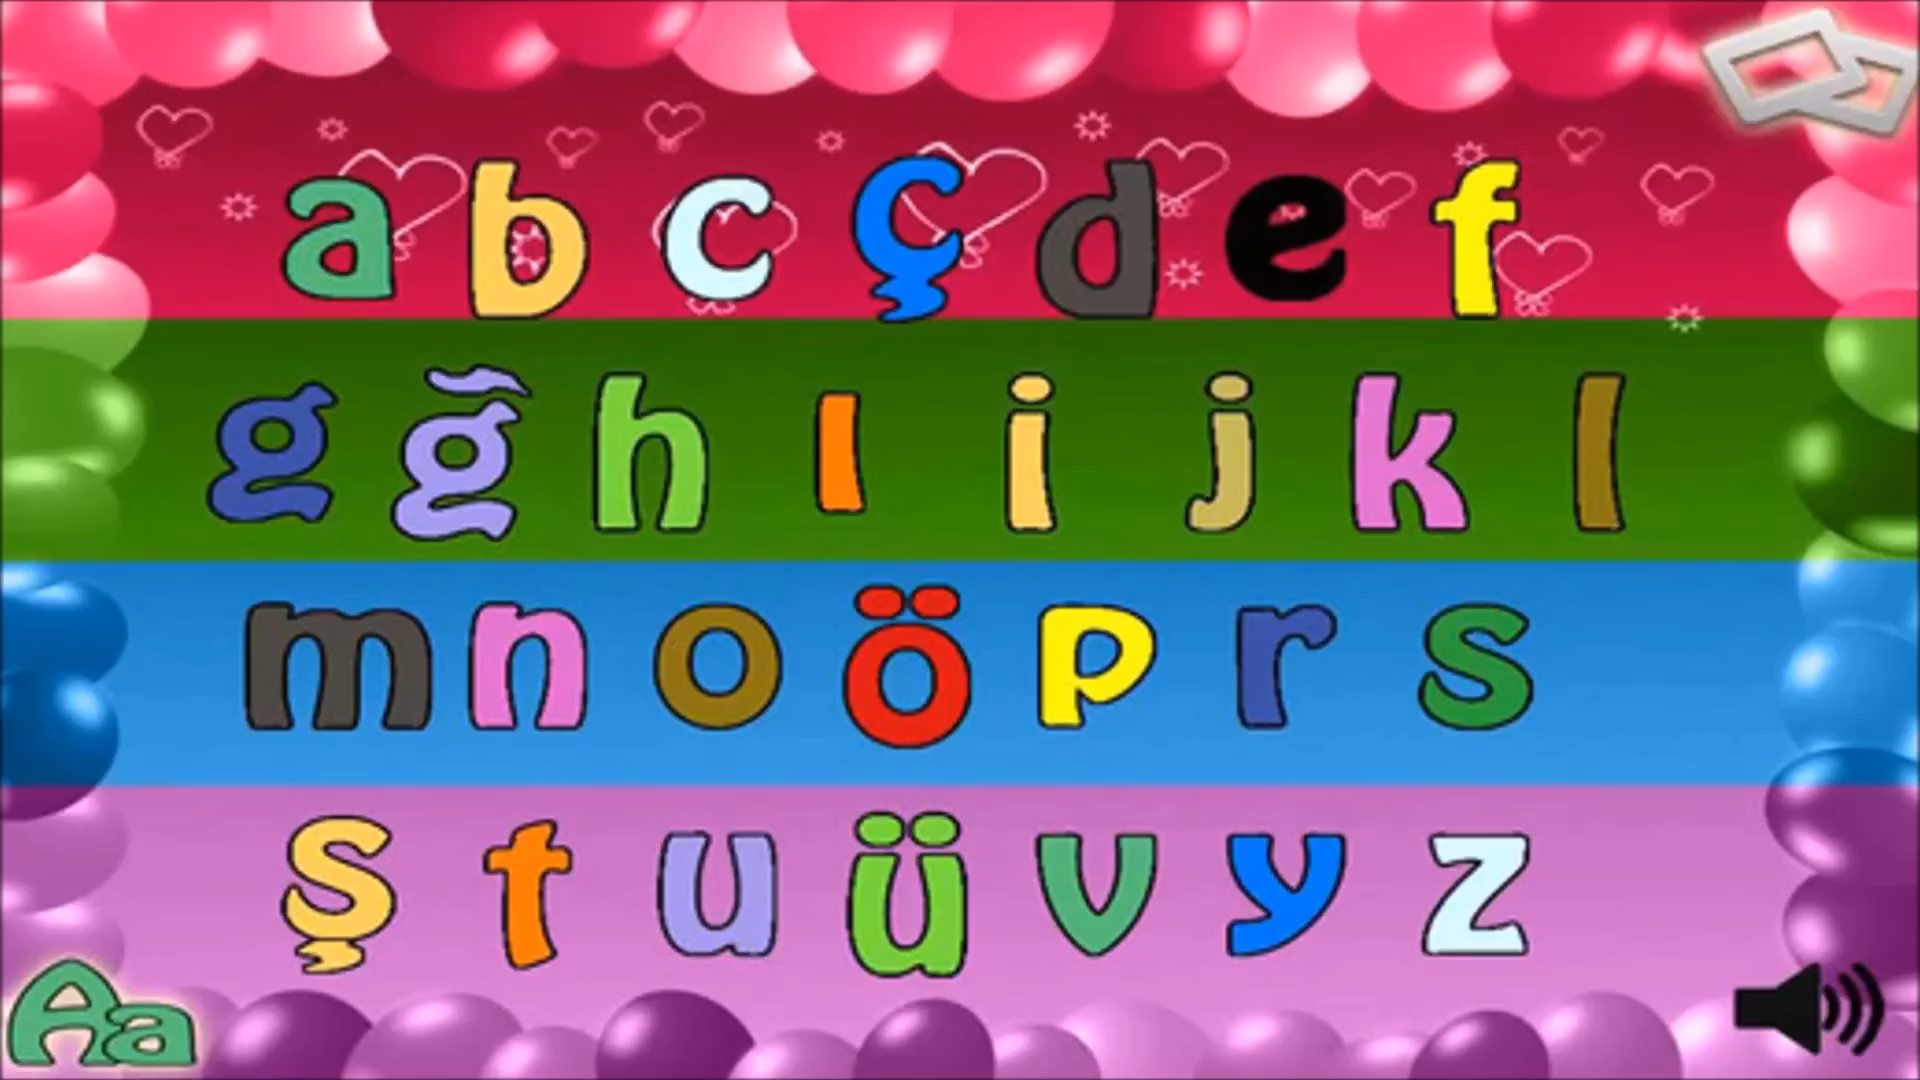 a b c ç d e f
g ğ h ı i j k l
m n o ö p r s
ş t u ü v y z
Aa